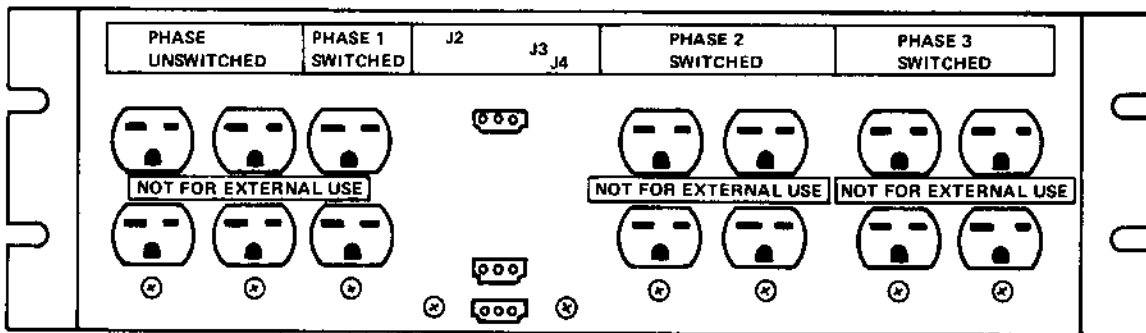 PHASE
UNSWITCHED
PHASE 1
SWITCHED
J2
J3
J4
PHASE 2
SWITCHED
PHASE 3
SWITCHED
NOT FOR EXTERNAL USE
NOT FOR EXTERNAL USE
NOT FOR EXTERNAL USE